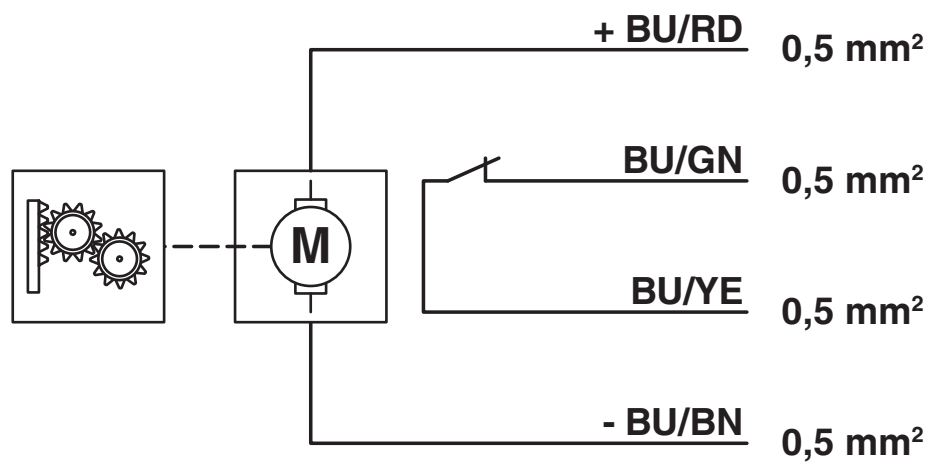 + BU/RD 0,5 mm²
BU/GN 0,5 mm²
M
BU/YE 0,5 mm²
- BU/BN 0,5 mm²